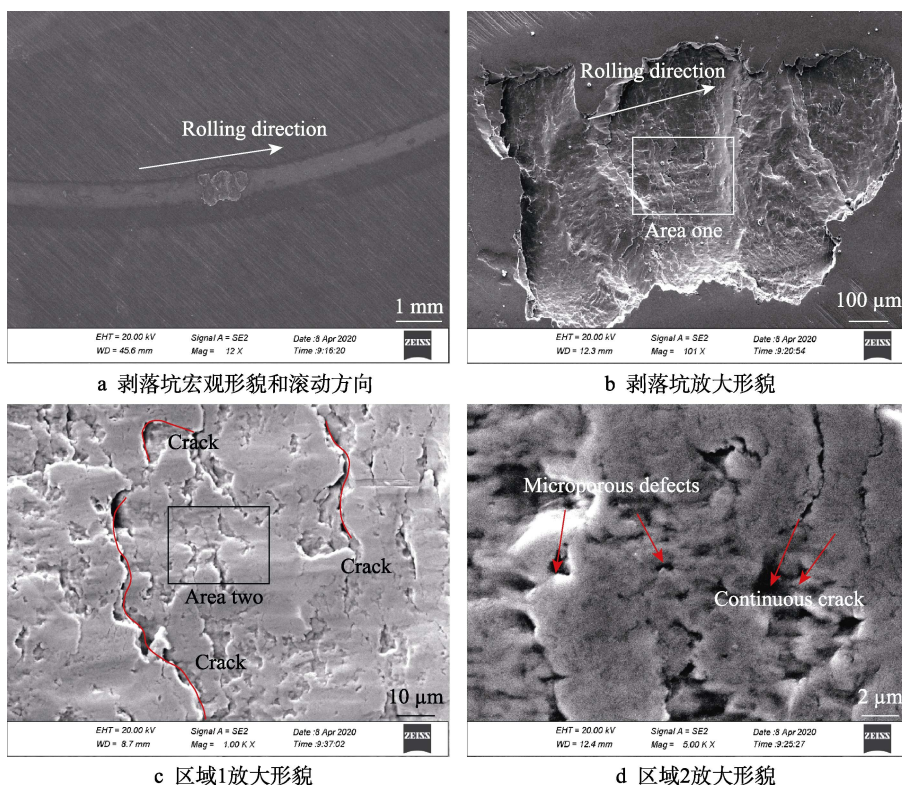 Rolling direction
1 mm
EHT = 20.00 kV Signal A = SE2 Date :8 Apr 2020
WD = 45.6 mm Mag = 12 X Time :9:16:20
ZEISS
a 剥落坑宏观形貌和滚动方向
Rolling direction
Area one
100 μm
EHT = 20.00 kV Signal A = SE2 Date :8 Apr 2020
WD = 12.3 mm Mag = 101 X Time :9:20:54
ZEISS
b 剥落坑放大形貌
Crack
Crack
Area two
Crack
10 μm
EHT = 20.00 kV Signal A = SE2 Date :8 Apr 2020
WD = 8.7 mm Mag = 1.00 K X Time :9:37:02
ZEISS
c 区域1放大形貌
Microporous defects
Continuous crack
2 μm
EHT = 20.00 kV Signal A = SE2 Date :8 Apr 2020
WD = 12.4 mm Mag = 5.00 K X Time :9:25:27
ZEISS
d 区域2放大形貌